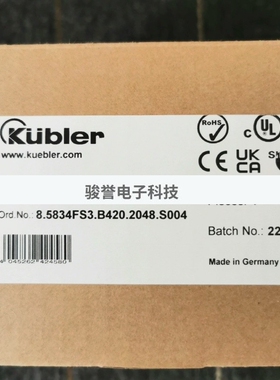 Kübler
RoHS
c UL
www.kuebler.com
CE UK CA
骏誉电子科技
Ord.No.: 8.5834FS3.B420.2048.S004
Batch No.: 22
4045262424580
Made in Germany